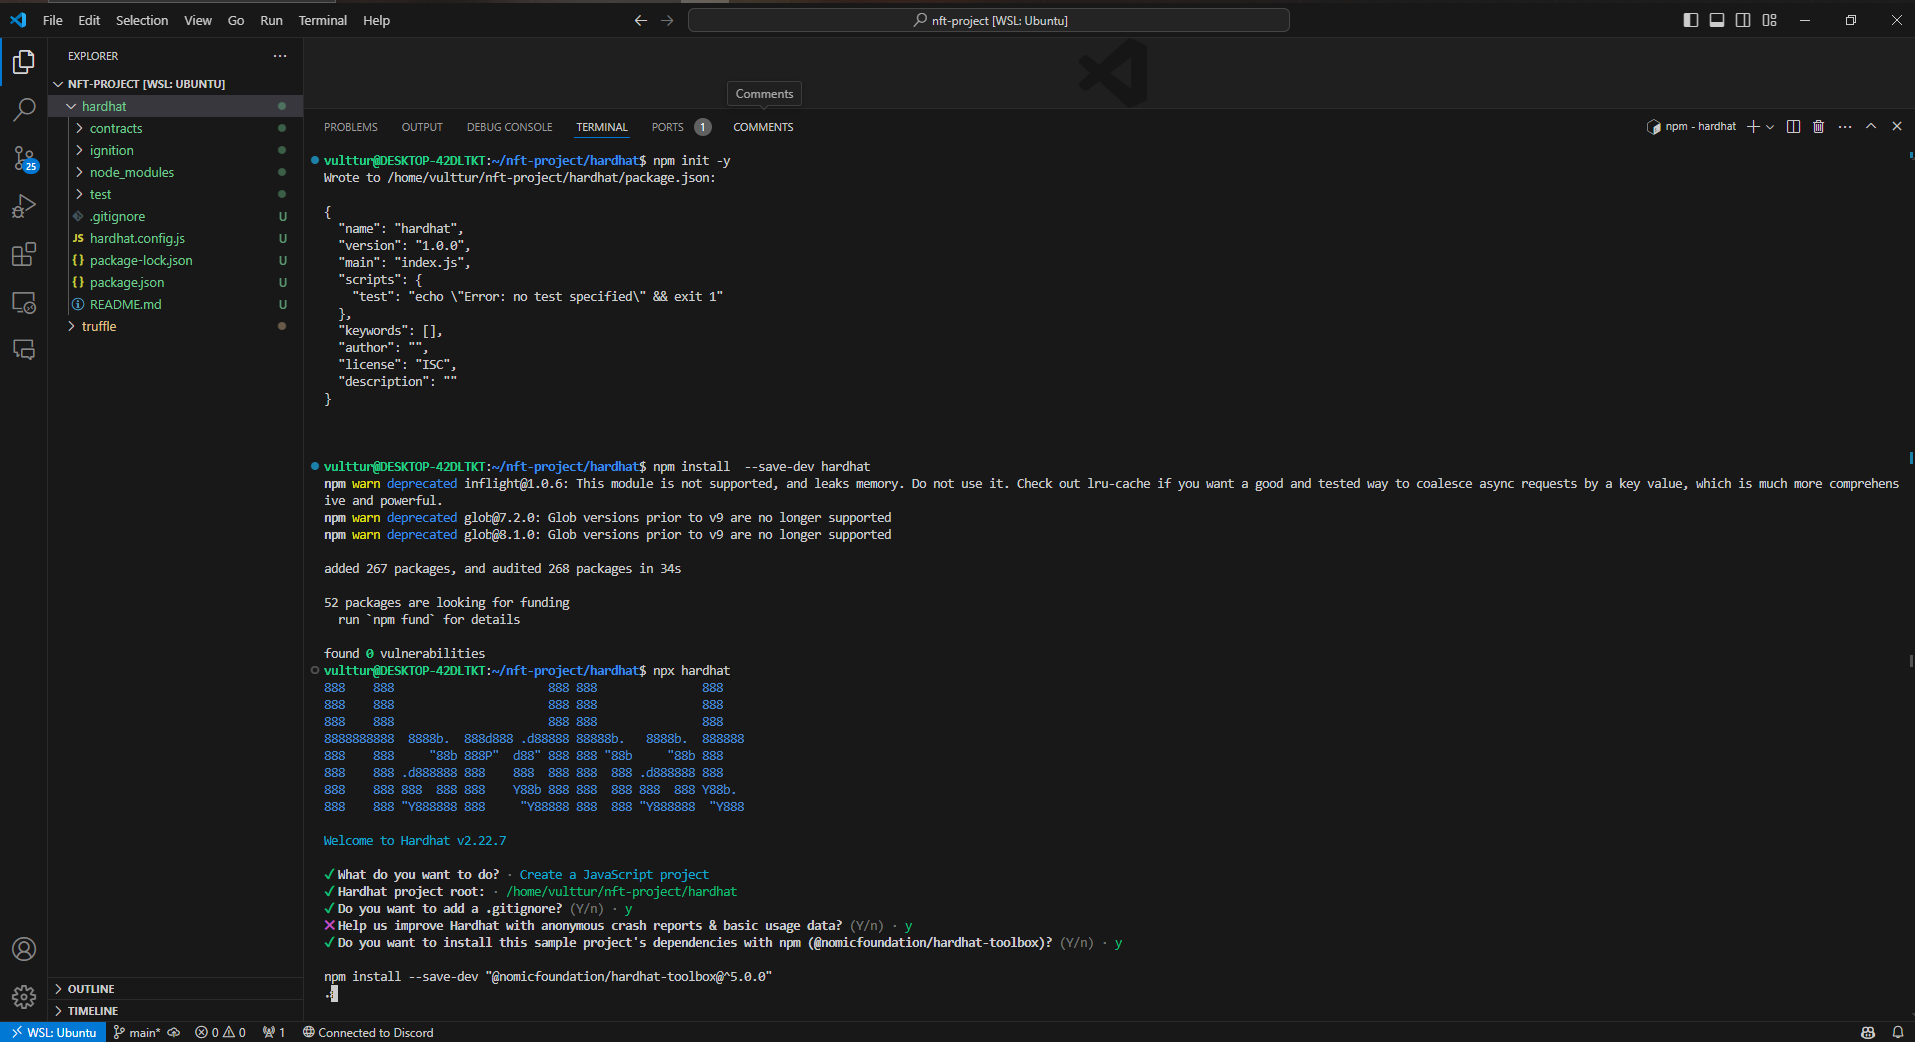 File Edit Selection View Go Run Terminal Help
nft-project [WSL: Ubuntu]
EXPLORER
NFT-PROJECT [WSL: UBUNTU]
hardhat
contracts
ignition
node_modules
test
.gitignore U
JS hardhat.config.js U
{} package-lock.json U
{} package.json U
README.md U
truffle
25
OUTLINE
TIMELINE
Comments
PROBLEMS OUTPUT DEBUG CONSOLE TERMINAL PORTS 1 COMMENTS
npm - hardhat
vulttur@DESKTOP-42DLTKT:~/nft-project/hardhat$ npm init -y
Wrote to /home/vulttur/nft-project/hardhat/package.json:
{
"name": "hardhat",
"version": "1.0.0",
"main": "index.js",
"scripts": {
"test": "echo \"Error: no test specified\" && exit 1"
},
"keywords": [],
"author": "",
"license": "ISC",
"description": ""
}
vulttur@DESKTOP-42DLTKT:~/nft-project/hardhat$ npm install  --save-dev hardhat
npm warn deprecated inflight@1.0.6: This module is not supported, and leaks memory. Do not use it. Check out lru-cache if you want a good and tested way to coalesce async requests by a key value, which is much more comprehens
ive and powerful.
npm warn deprecated glob@7.2.0: Glob versions prior to v9 are no longer supported
npm warn deprecated glob@8.1.0: Glob versions prior to v9 are no longer supported
added 267 packages, and audited 268 packages in 34s
52 packages are looking for funding
run `npm fund` for details
found 0 vulnerabilities
vulttur@DESKTOP-42DLTKT:~/nft-project/hardhat$ npx hardhat
888    888                      888 888               888
888    888                      888 888               888
888    888                      888 888               888
8888888888  8888b.  888d888 .d88888 88888b.   8888b.  888888
888    888     "88b 888P"  d88" 888 888 "88b     "88b 888
888    888 .d888888 888    888  888 888  888 .d888888 888
888    888 888  888 888    Y88b 888 888  888 888  888 Y88b.
888    888 "Y888888 888     "Y88888 888  888 "Y888888  "Y888
Welcome to Hardhat v2.22.7
✔ What do you want to do? · Create a JavaScript project
✔ Hardhat project root: · /home/vulttur/nft-project/hardhat
✔ Do you want to add a .gitignore? (Y/n) · y
✖ Help us improve Hardhat with anonymous crash reports & basic usage data? (Y/n) · y
✔ Do you want to install this sample project's dependencies with npm (@nomicfoundation/hardhat-toolbox)? (Y/n) · y
npm install --save-dev "@nomicfoundation/hardhat-toolbox@^5.0.0"
WSL: Ubuntu main* 0 0 1 Connected to Discord